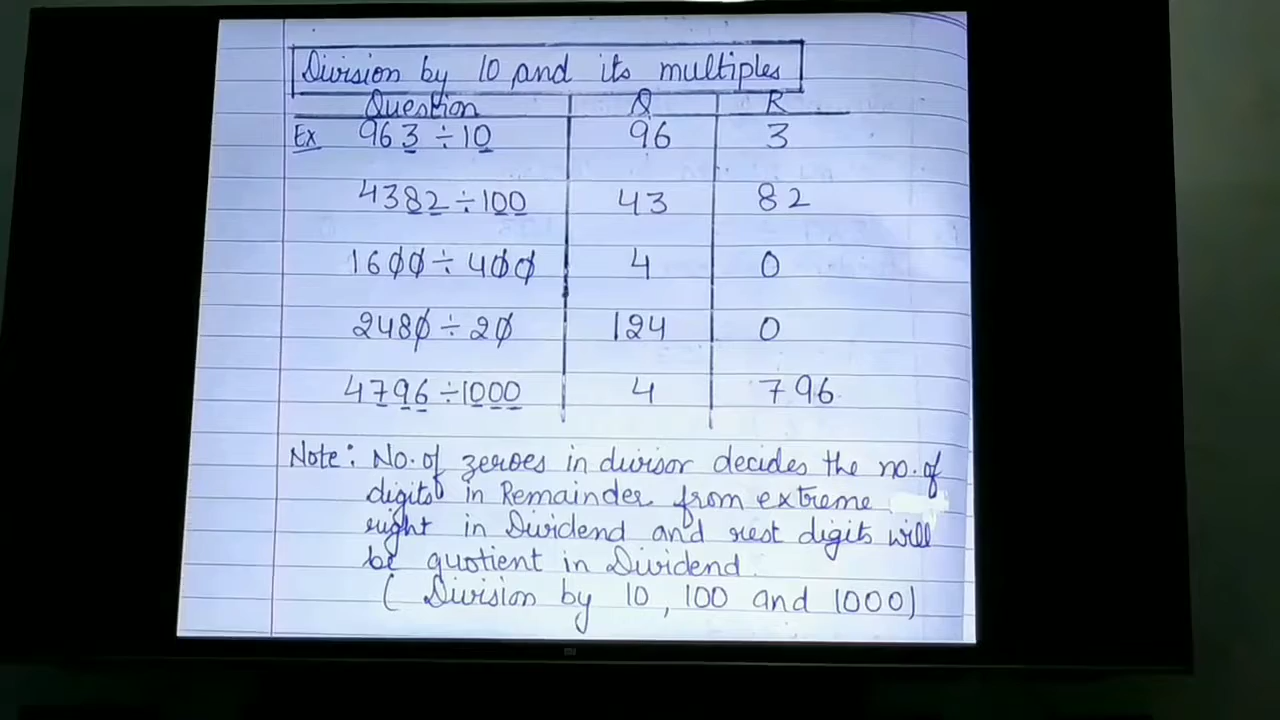 Division by 10 and its multiples
Question Q R
Ex 963 ÷ 10 96 3
4382 ÷ 100 43 82
1600 ÷ 400 4 0
2480 ÷ 20 124 0
4796 ÷ 1000 4 796
Note: No. of zeroes in divisor decides the no. of
digits in Remainder from extreme
right in Dividend and rest digits will
be quotient in Dividend.
( Division by 10, 100 and 1000)
mi